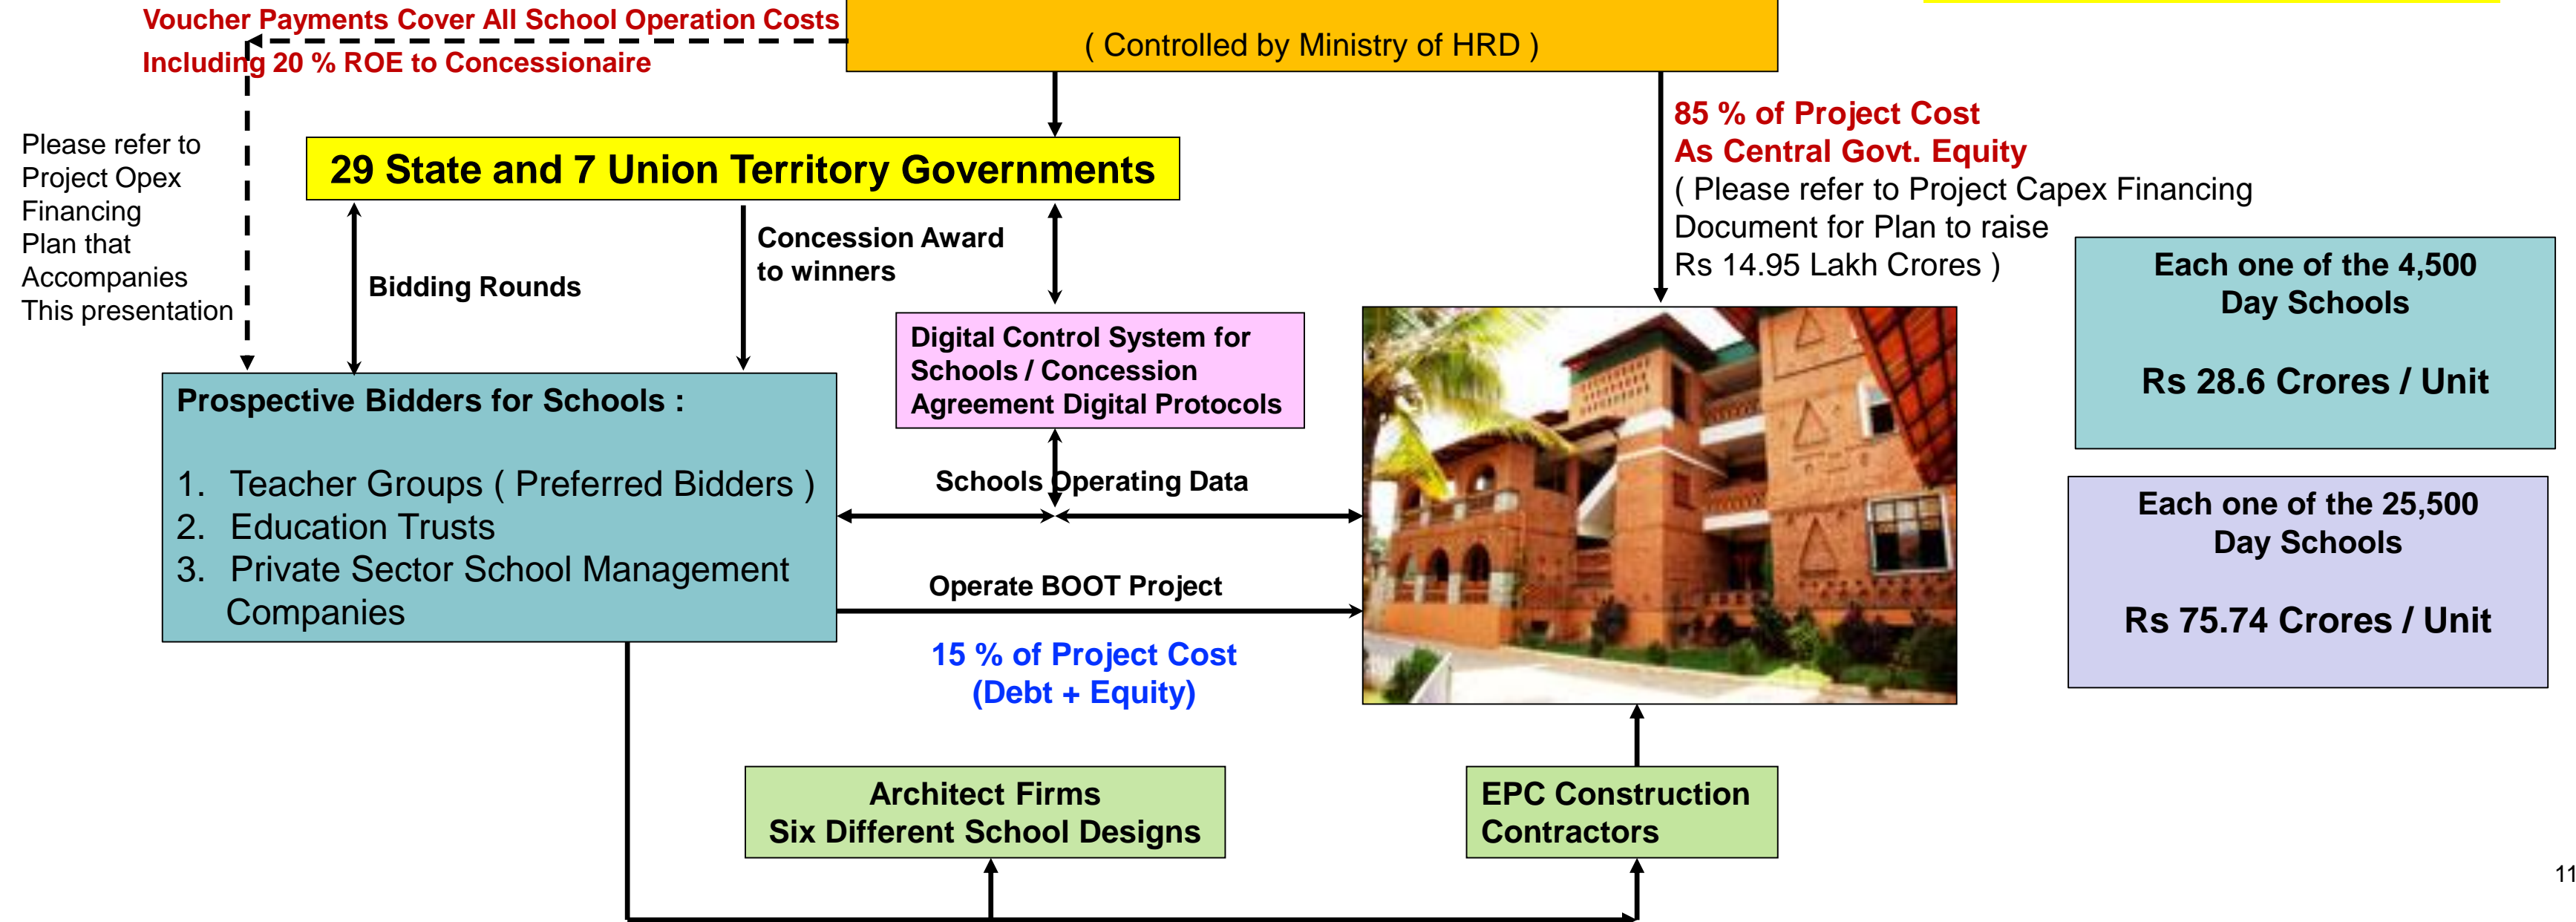 Voucher Payments Cover All School Operation Costs
Including 20 % ROE to Concessionaire
( Controlled by Ministry of HRD )
Please refer to
Project Opex
Financing
Plan that
Accompanies
This presentation
29 State and 7 Union Territory Governments
85 % of Project Cost
As Central Govt. Equity
( Please refer to Project Capex Financing
Document for Plan to raise
Rs 14.95 Lakh Crores )
Bidding Rounds
Concession Award
to winners
Digital Control System for
Schools / Concession
Agreement Digital Protocols
Each one of the 4,500
Day Schools
Rs 28.6 Crores / Unit
Prospective Bidders for Schools :
1. Teacher Groups ( Preferred Bidders )
2. Education Trusts
3. Private Sector School Management
Companies
Schools Operating Data
Operate BOOT Project
15 % of Project Cost
(Debt + Equity)
Each one of the 25,500
Day Schools
Rs 75.74 Crores / Unit
Architect Firms
Six Different School Designs
EPC Construction
Contractors
11